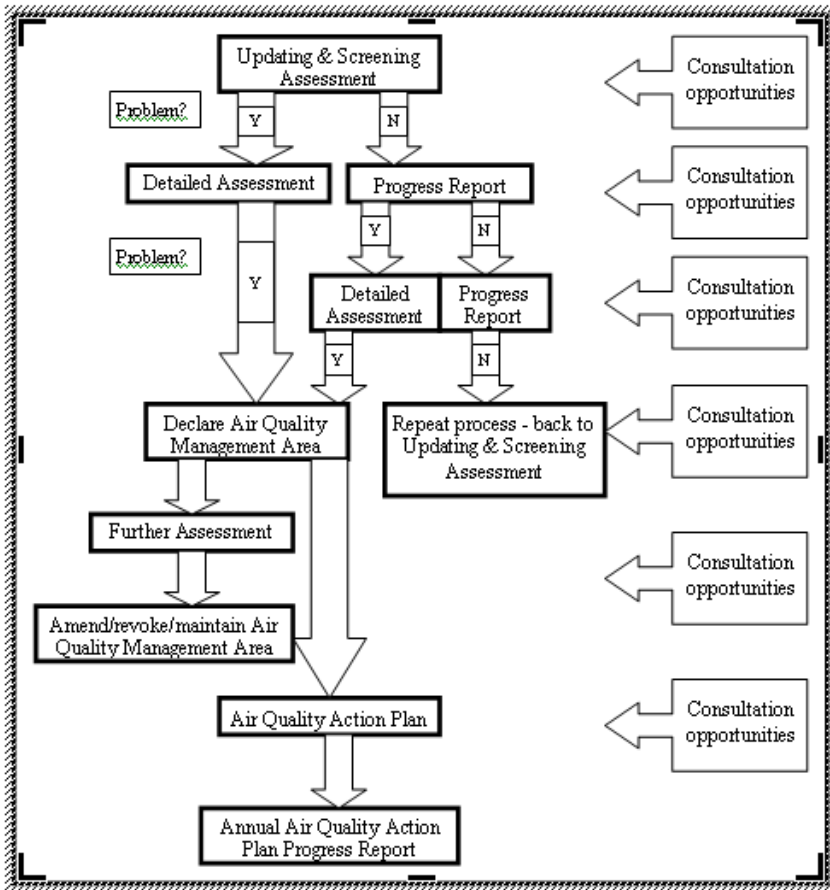 Updating & Screening
Assessment
Consultation
opportunities
Problem?
Y
N
Detailed Assessment
Progress Report
Consultation
opportunities
Problem?
Y
Y
N
Detailed
Assessment
Progress
Report
Consultation
opportunities
Y
N
Declare Air Quality
Management Area
Repeat process - back to
Updating & Screening
Assessment
Consultation
opportunities
Further Assessment
Consultation
opportunities
Amend/revoke/maintain Air
Quality Management Area
Air Quality Action Plan
Consultation
opportunities
Annual Air Quality Action
Plan Progress Report